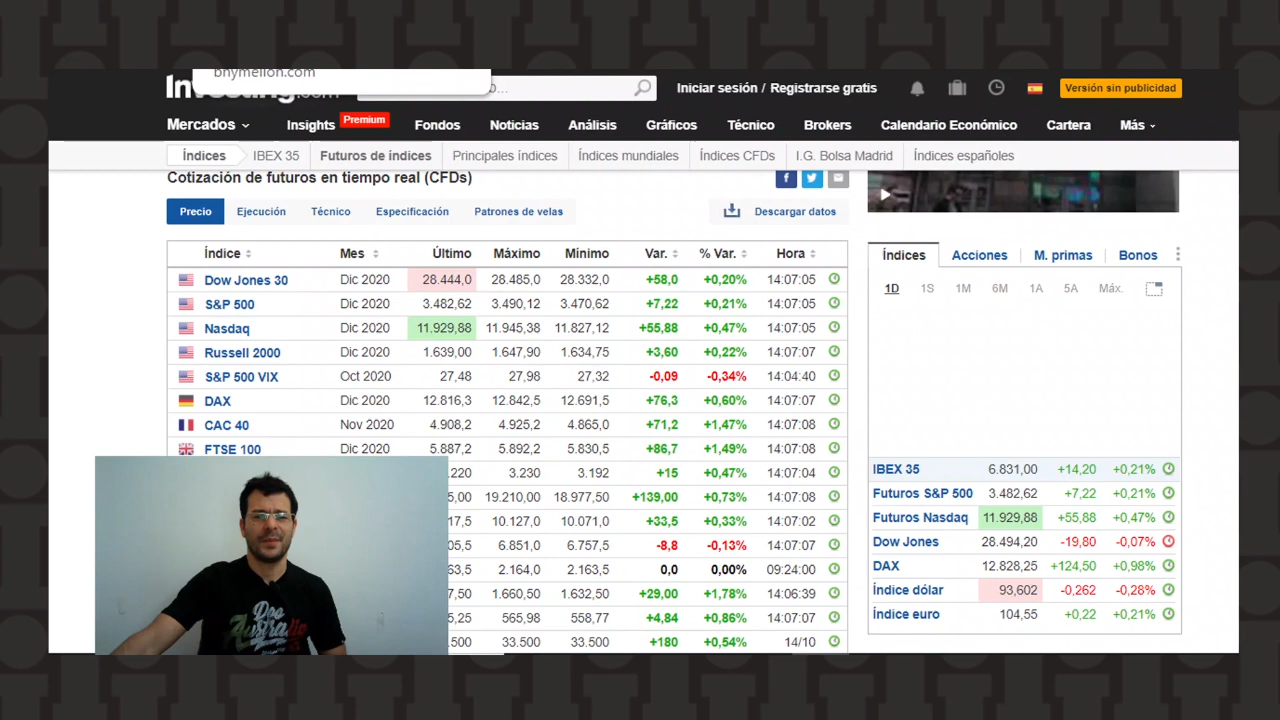 bnymellon.com
Investing.com
Iniciar sesión / Registrarse gratis
Versión sin publicidad
Mercados Insights Premium Fondos Noticias Análisis Gráficos Técnico Brokers Calendario Económico Cartera Más
Índices IBEX 35 Futuros de índices Principales índices Índices mundiales Índices CFDs I.G. Bolsa Madrid Índices españoles
Cotización de futuros en tiempo real (CFDs)
Precio Ejecución Técnico Especificación Patrones de velas Descargar datos
Índice Mes Último Máximo Mínimo Var. % Var. Hora
Dow Jones 30 Dic 2020 28.444,0 28.485,0 28.332,0 +58,0 +0,20% 14:07:05
S&P 500 Dic 2020 3.482,62 3.490,12 3.470,62 +7,22 +0,21% 14:07:05
Nasdaq Dic 2020 11.929,88 11.945,38 11.827,12 +55,88 +0,47% 14:07:05
Russell 2000 Dic 2020 1.639,00 1.647,90 1.634,75 +3,60 +0,22% 14:07:07
S&P 500 VIX Oct 2020 27,48 27,98 27,32 -0,09 -0,34% 14:04:40
DAX Dic 2020 12.816,3 12.842,5 12.691,5 +76,3 +0,60% 14:07:07
CAC 40 Nov 2020 4.908,2 4.925,2 4.865,0 +71,2 +1,47% 14:07:08
FTSE 100 Dic 2020 5.887,2 5.892,2 5.830,5 +86,7 +1,49% 14:07:08
.220 3.230 3.192 +15 +0,47% 14:07:04
5,00 19.210,00 18.977,50 +139,00 +0,73% 14:07:08
17,5 10.127,0 10.071,0 +33,5 +0,33% 14:07:02
05,5 6.851,0 6.757,5 -8,8 -0,13% 14:07:07
63,5 2.164,0 2.163,5 0,0 0,00% 09:24:00
7,50 1.660,50 1.632,50 +29,00 +1,78% 14:06:39
5,25 565,98 558,77 +4,84 +0,86% 14:07:07
.500 33.500 33.500 +180 +0,54% 14/10
Índices Acciones M. primas Bonos
1D 1S 1M 6M 1A 5A Máx.
IBEX 35 6.831,00 +14,20 +0,21%
Futuros S&P 500 3.482,62 +7,22 +0,21%
Futuros Nasdaq 11.929,88 +55,88 +0,47%
Dow Jones 28.494,20 -19,80 -0,07%
DAX 12.828,25 +124,50 +0,98%
Índice dólar 93,602 -0,262 -0,28%
Índice euro 104,55 +0,22 +0,21%
Dog
Australia